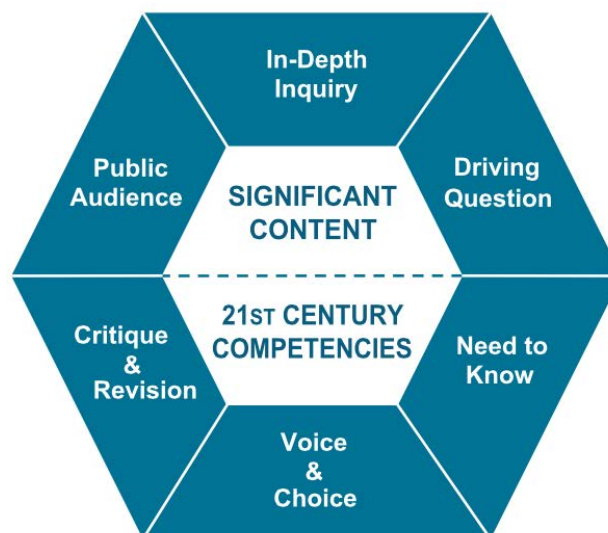 In-Depth
Inquiry
Public
Audience
Driving
Question
SIGNIFICANT
CONTENT
21ST CENTURY
COMPETENCIES
Critique
&
Revision
Need to
Know
Voice
&
Choice